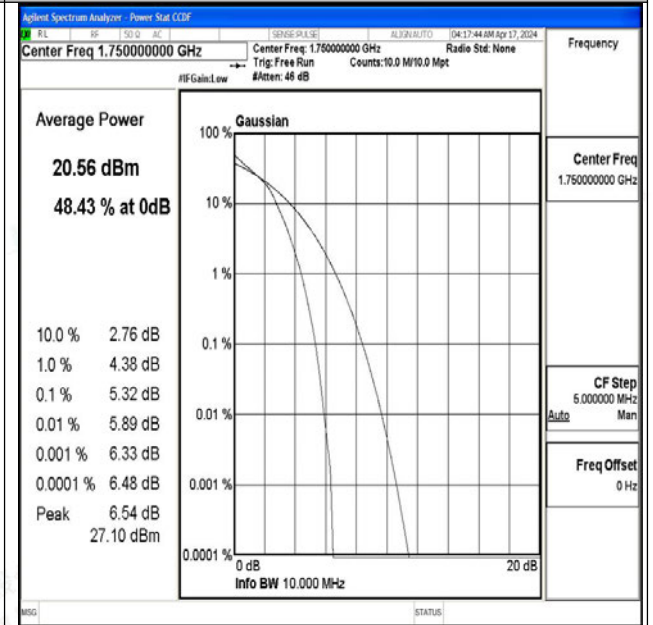 Agilent Spectrum Analyzer - Power Stat CCDF
RL RF 50 Ω AC SENSE:PULSE ALIGN AUTO 04:17:44 AM Apr 17, 2024
Center Freq 1.750000000 GHz
Center Freq: 1.750000000 GHz Radio Std: None
Trig: Free Run Counts:10.0 M/10.0 Mpt
#IFGain:Low #Atten: 46 dB
Frequency
Average Power
20.56 dBm
48.43 % at 0dB
10.0 % 2.76 dB
1.0 % 4.38 dB
0.1 % 5.32 dB
0.01 % 5.89 dB
0.001 % 6.33 dB
0.0001 % 6.48 dB
Peak 6.54 dB
27.10 dBm
Gaussian
100 %
10 %
1 %
0.1 %
0.01 %
0.001 %
0.0001 %
0 dB 20 dB
Info BW 10.000 MHz
Center Freq
1.750000000 GHz
CF Step
5.000000 MHz
Auto Man
Freq Offset
0 Hz
MSG STATUS